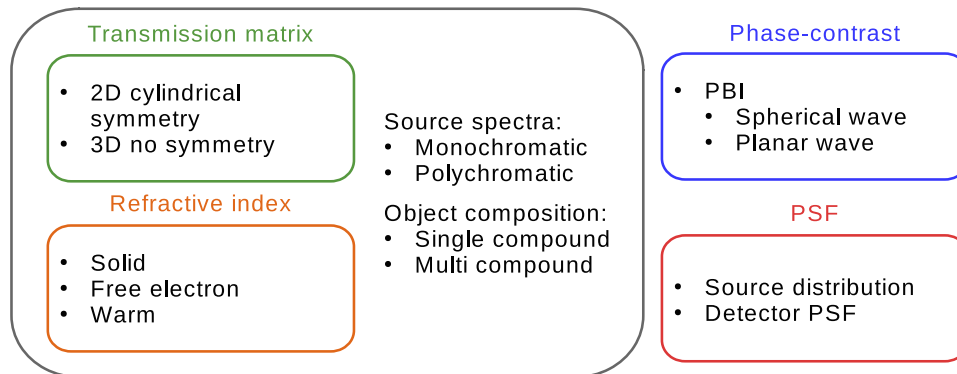 Transmission matrix
• 2D cylindrical
symmetry
• 3D no symmetry
Refractive index
• Solid
• Free electron
• Warm
Source spectra:
• Monochromatic
• Polychromatic
Object composition:
• Single compound
• Multi compound
Phase-contrast
• PBI
• Spherical wave
• Planar wave
PSF
• Source distribution
• Detector PSF